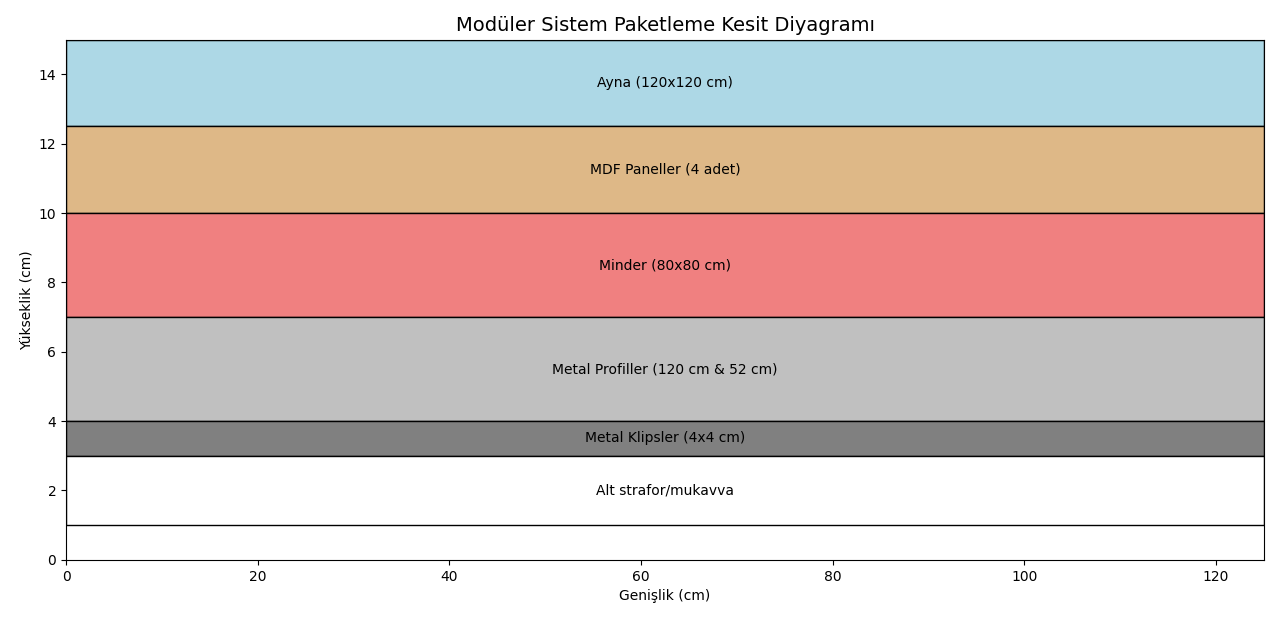 Modüler Sistem Paketleme Kesit Diyagramı
14
Ayna (120x120 cm)
12
MDF Paneller (4 adet)
10
Minder (80x80 cm)
8
Yükseklik (cm)
6
Metal Profiller (120 cm & 52 cm)
4
Metal Klipsler (4x4 cm)
2
Alt strafor/mukavva
0
0 20 40 60 80 100 120
Genişlik (cm)